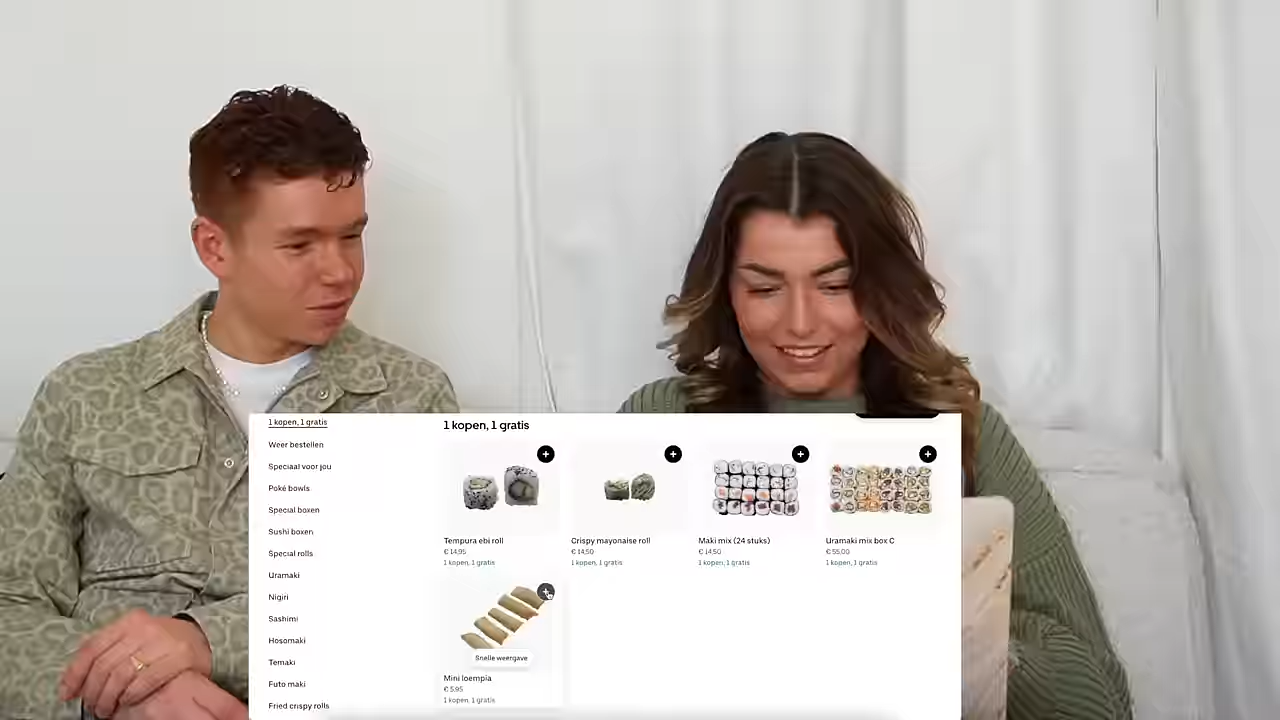 1 kopen, 1 gratis
Weer bestellen
Speciaal voor jou
Poké bowls
Special boxen
Sushi boxen
Special rolls
Uramaki
Nigiri
Sashimi
Hosomaki
Temaki
Futo maki
Fried crispy rolls
1 kopen, 1 gratis
Tempura ebi roll
€ 14,95
1 kopen, 1 gratis
Crispy mayonaise roll
€ 14,50
1 kopen, 1 gratis
Maki mix (24 stuks)
€ 14,50
1 kopen, 1 gratis
Uramaki mix box C
€ 55,00
1 kopen, 1 gratis
Snelle weergave
Mini loempia
€ 5,95
1 kopen, 1 gratis